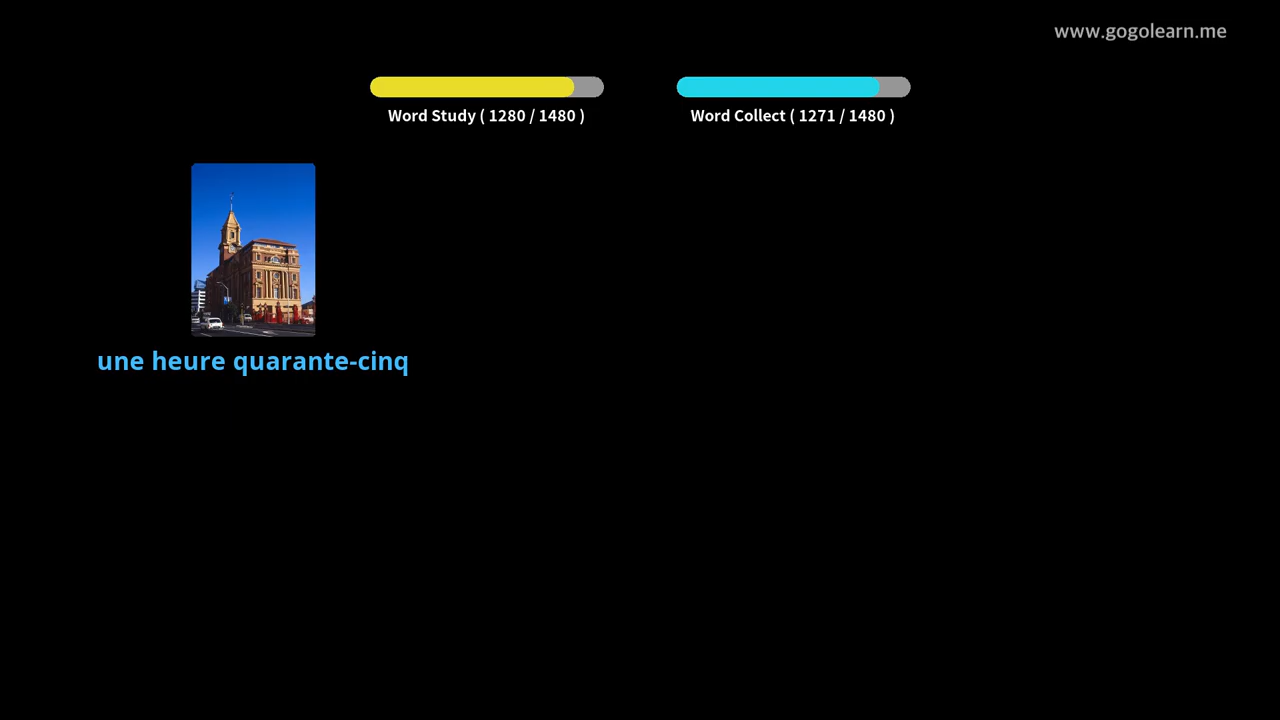 www.gogolearn.me
Word Study ( 1280 / 1480 )
Word Collect ( 1271 / 1480 )
une heure quarante-cinq